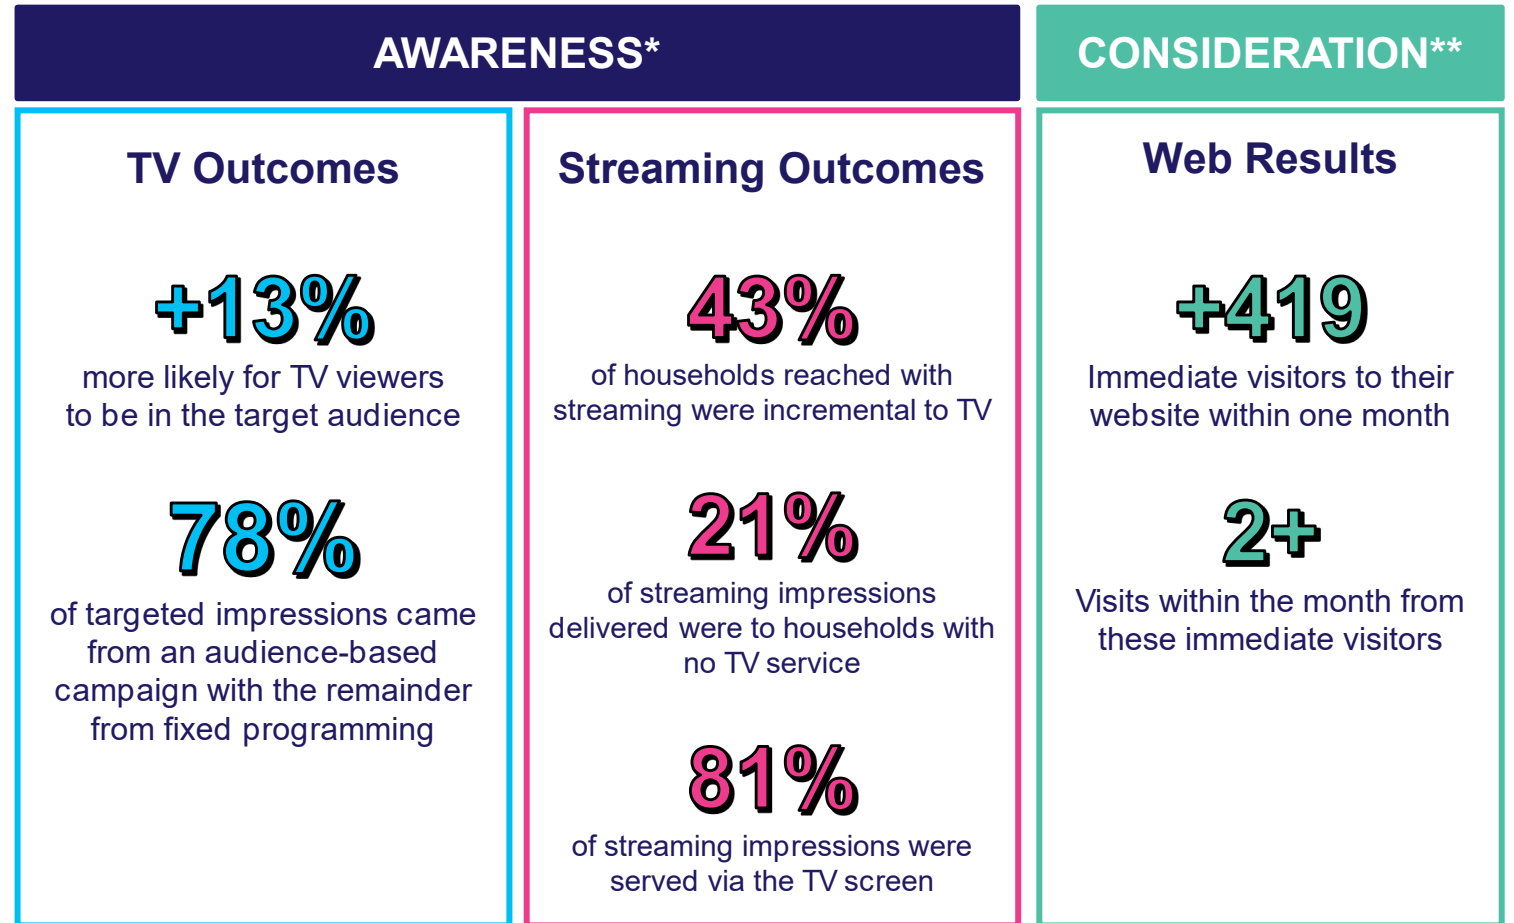 AWARENESS*
CONSIDERATION**
TV Outcomes
+13%
more likely for TV viewers
to be in the target audience
78%
of targeted impressions came
from an audience-based
campaign with the remainder
from fixed programming
Streaming Outcomes
43%
of households reached with
streaming were incremental to TV
21%
of streaming impressions
delivered were to households with
no TV service
81%
of streaming impressions were
served via the TV screen
Web Results
+419
Immediate visitors to their
website within one month
2+
Visits within the month from
these immediate visitors